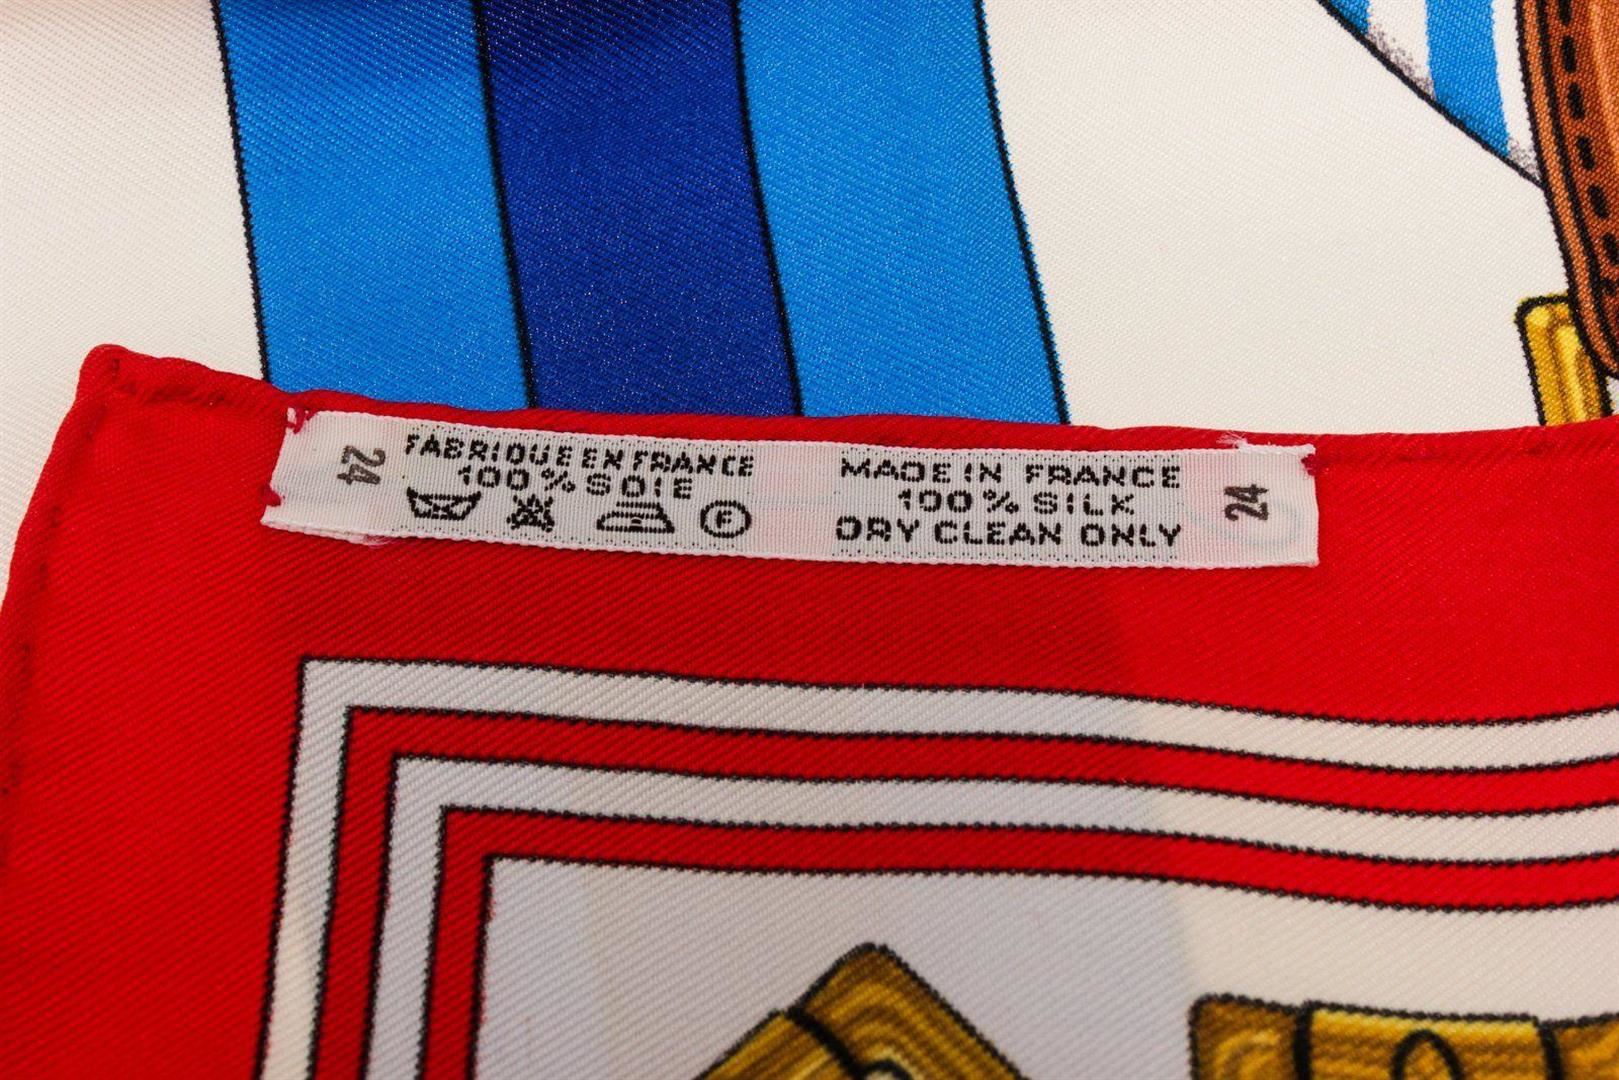 24
FABRIQUE EN FRANCE
100% SOIE
F
MADE IN FRANCE
100% SILK
DRY CLEAN ONLY
24